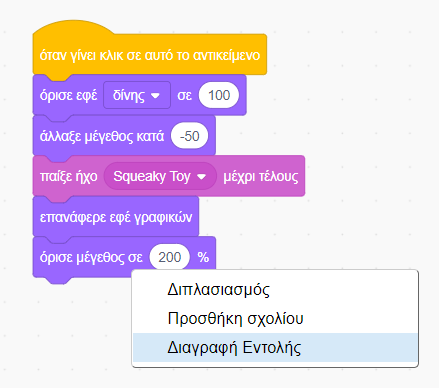 όταν γίνει κλικ σε αυτό το αντικείμενο
όρισε εφέ δίνης σε 100
άλλαξε μέγεθος κατά -50
παίξε ήχο Squeaky Toy μέχρι τέλους
επανάφερε εφέ γραφικών
όρισε μέγεθος σε 200 %
Διπλασιασμός
Προσθήκη σχολίου
Διαγραφή Εντολής